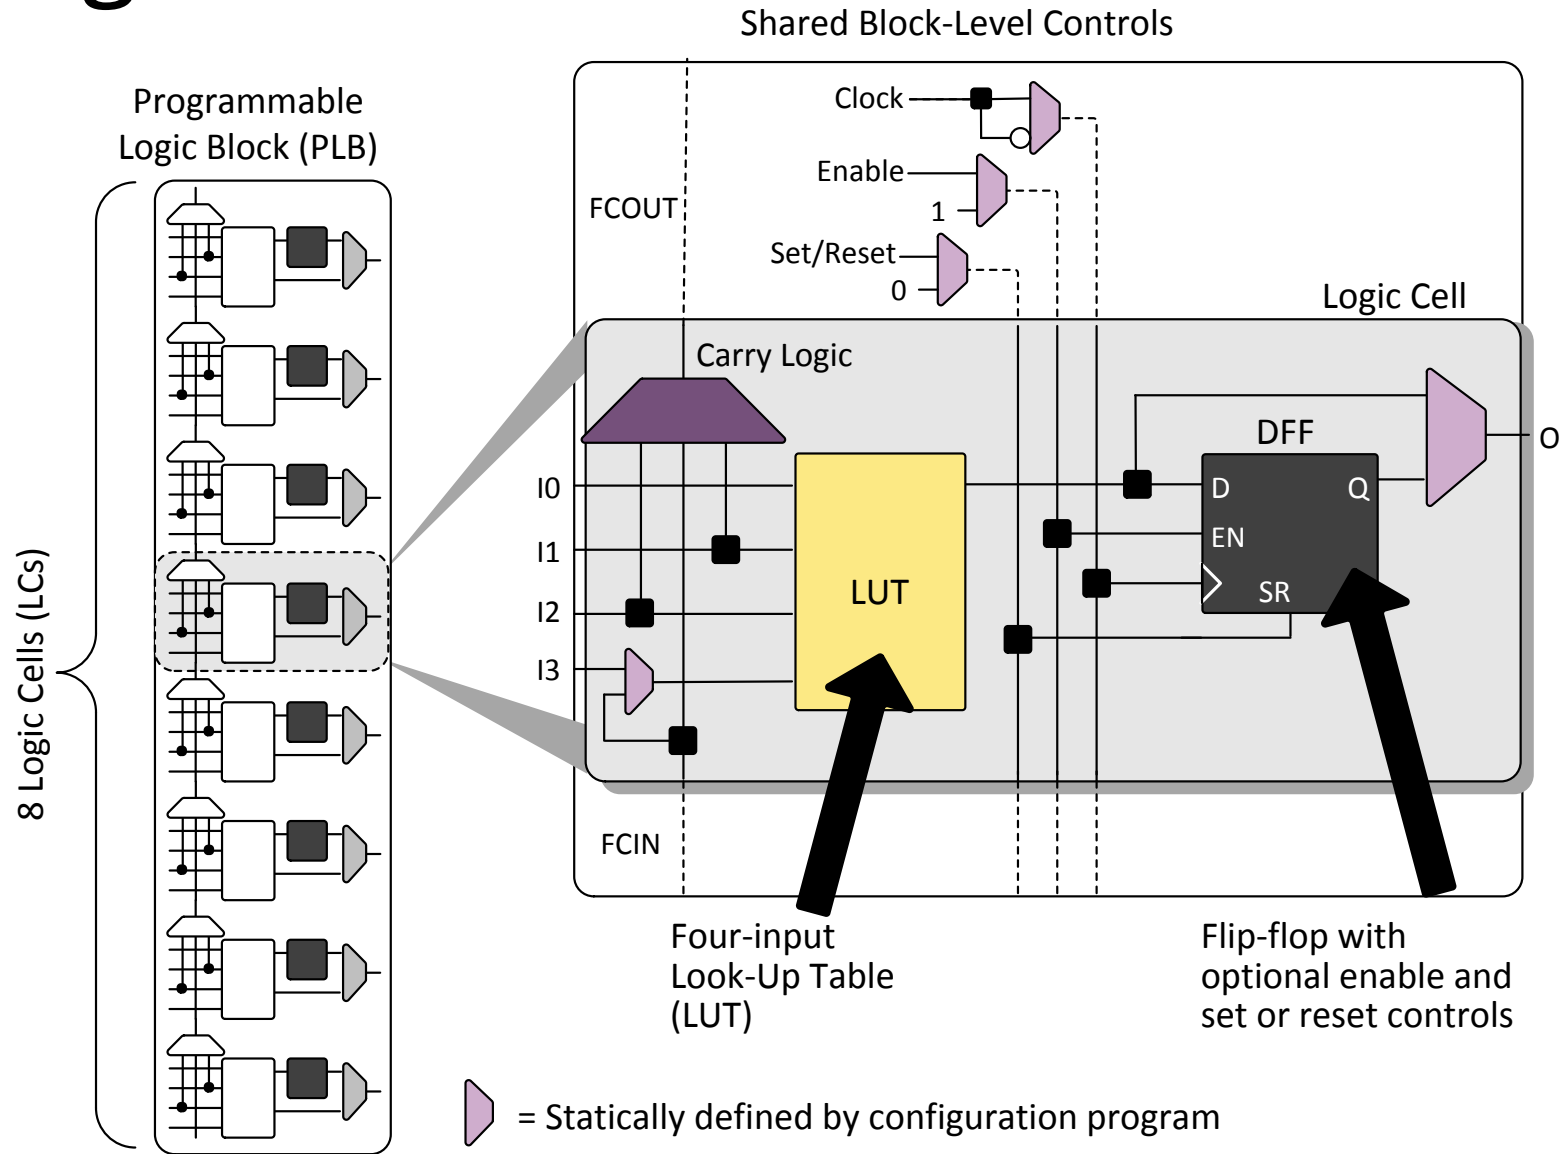 Shared Block-Level Controls
Programmable
Logic Block (PLB)
8 Logic Cells (LCs)
Clock
Enable
1
Set/Reset
0
FCOUT
Logic Cell
Carry Logic
I0
I1
I2
I3
LUT
DFF
D
Q
EN
SR
O
FCIN
Four-input
Look-Up Table
(LUT)
Flip-flop with
optional enable and
set or reset controls
= Statically defined by configuration program